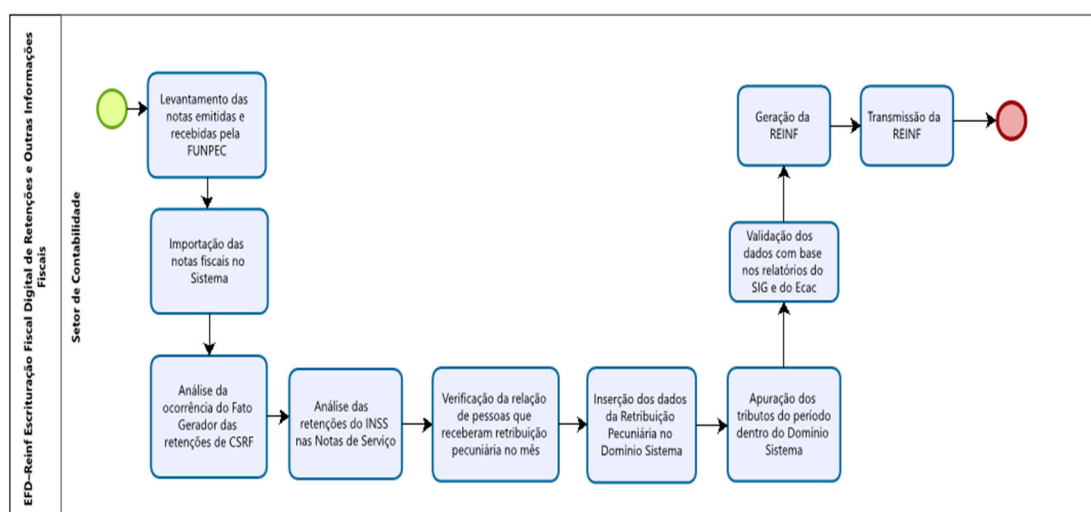 EFD–Reinf Escrituração Fiscal Digital de Retenções e Outras Informações
Fiscais
Setor de Contabilidade
Levantamento das
notas emitidas e
recebidas pela
FUNPEC
Importação das
notas fiscais no
Sistema
Análise da
ocorrência do Fato
Gerador das
retenções de CSRF
Análise das
retenções do INSS
nas Notas de Serviço
Verificação da relação
de pessoas que
receberam retribuição
pecuniária no mês
Inserção dos dados
da Retribuição
Pecuniária no
Domínio Sistema
Apuração dos
tributos do período
dentro do Domínio
Sistema
Validação dos
dados com base
nos relatórios do
SIG e do Ecac
Geração da
REINF
Transmissão da
REINF